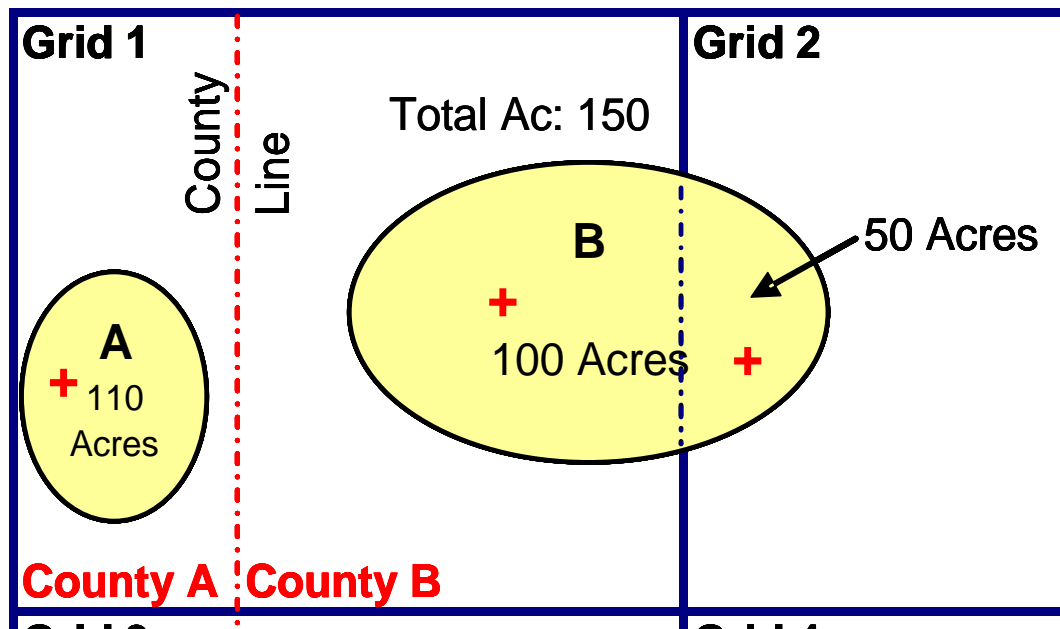 Grid 1
Grid 2
County
Line
Total Ac: 150
B
50 Acres
100 Acres
A
110
Acres
County A
County B